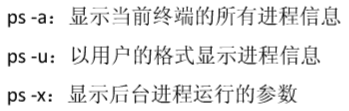 ps -a：显示当前终端的所有进程信息
ps -u：以用户的格式显示进程信息
ps -x：显示后台进程运行的参数